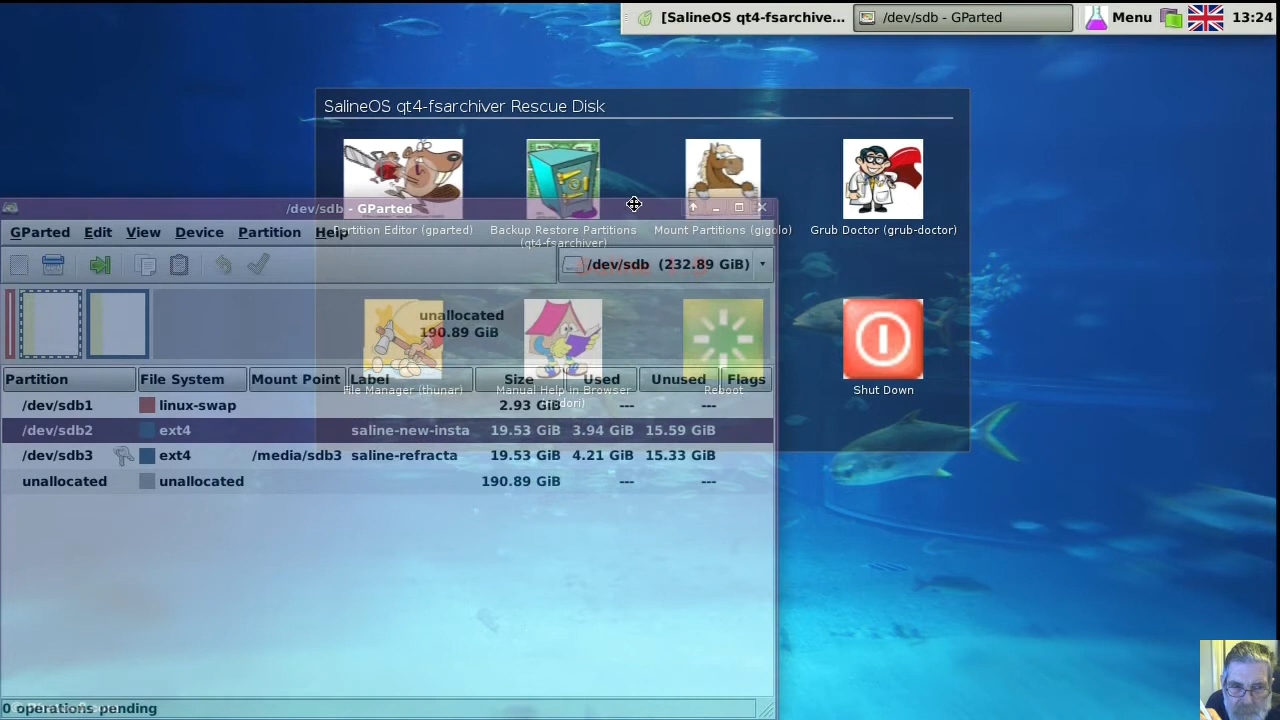 [SalineOS qt4-fsarchive... /dev/sdb - GParted Menu 13:24
SalineOS qt4-fsarchiver Rescue Disk
Partition Editor (gparted) Backup Restore Partitions (qt4-fsarchiver) Mount Partitions (gigolo) Grub Doctor (grub-doctor)
/dev/sdb - GParted
GParted Edit View Device Partition Help
/dev/sdb (232.89 GiB)
unallocated
190.89 GiB
File Manager (thunar) Manual Help in Browser Reboot Shut Down
Partition File System Mount Point Label Size Used Unused Flags
/dev/sdb1 linux-swap 2.93 GiB --- ---
/dev/sdb2 ext4 saline-new-insta 19.53 GiB 3.94 GiB 15.59 GiB
/dev/sdb3 ext4 /media/sdb3 saline-refracta 19.53 GiB 4.21 GiB 15.33 GiB
unallocated unallocated 190.89 GiB --- ---
0 operations pending